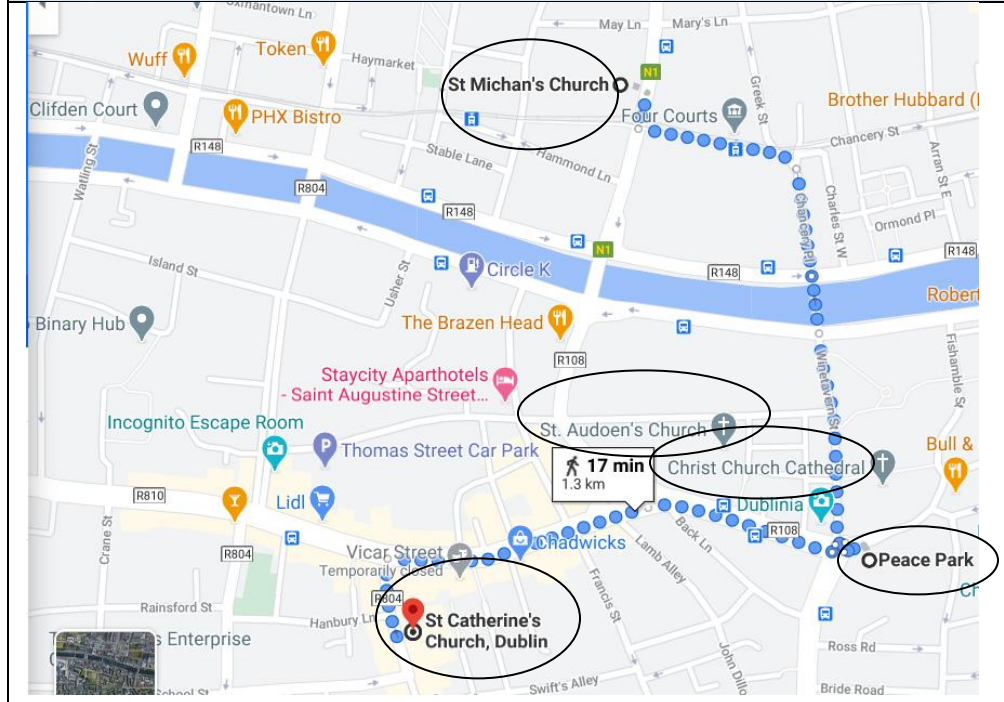 Oxmantown Ln
May Ln
Mary's Ln
Token
Wuff
Haymarket
N1
St Michan's Church
Greek St
Clifden Court
Brother Hubbard (
PHX Bistro
Four Courts
Chancery St
R148
Stable Lane
Hammond Ln
Watling St
Arran St E
R804
Charles St W
Chancery Pl
R148
Ormond Pl
N1
R148
Island St
Circle K
R148
Usher St
Robert
Binary Hub
The Brazen Head
Winetavern St
Fishamble St
R108
Staycity Aparthotels
- Saint Augustine Street...
Incognito Escape Room
St. Audoen's Church
Thomas Street Car Park
Bull &
17 min
1.3 km
Christ Church Cathedral
R810
Lidl
Dublinia
Crane St
Chadwicks
Back Ln
R108
R804
Vicar Street
Temporarily closed
Lamb Alley
Peace Park
Francis St
R804
Rainsford St
Hanbury Ln
St Catherine's
Church, Dublin
s Enterprise
Ross Rd
John Dillo
School St
Swift's Alley
Bride Road